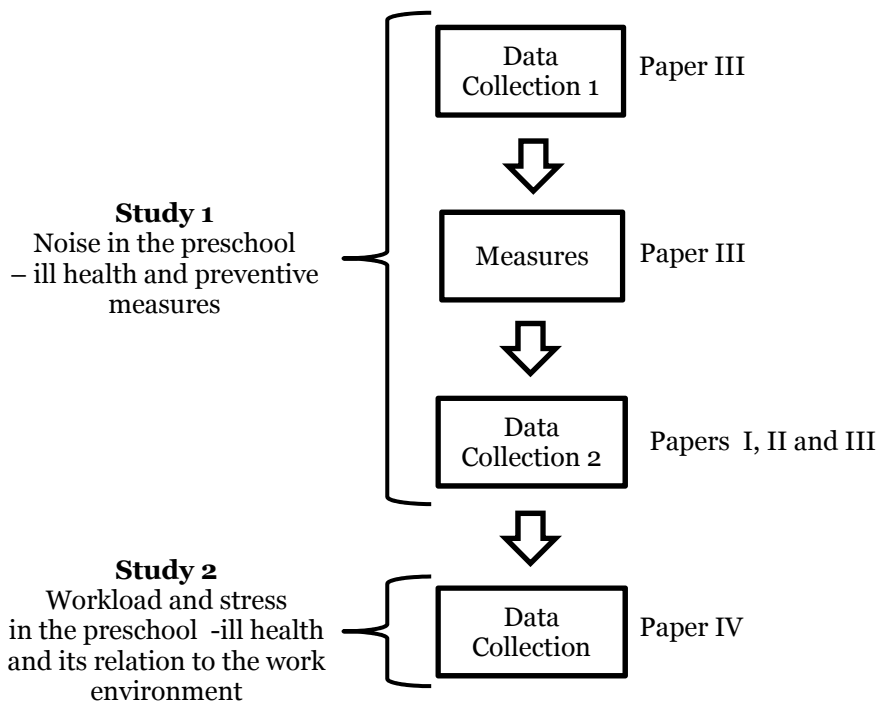 Data
Collection 1
Paper III
Study 1
Noise in the preschool
– ill health and preventive
measures
Measures
Paper III
Data
Collection 2
Papers I, II and III
Study 2
Workload and stress
in the preschool -ill health
and its relation to the work
environment
Data
Collection
Paper IV